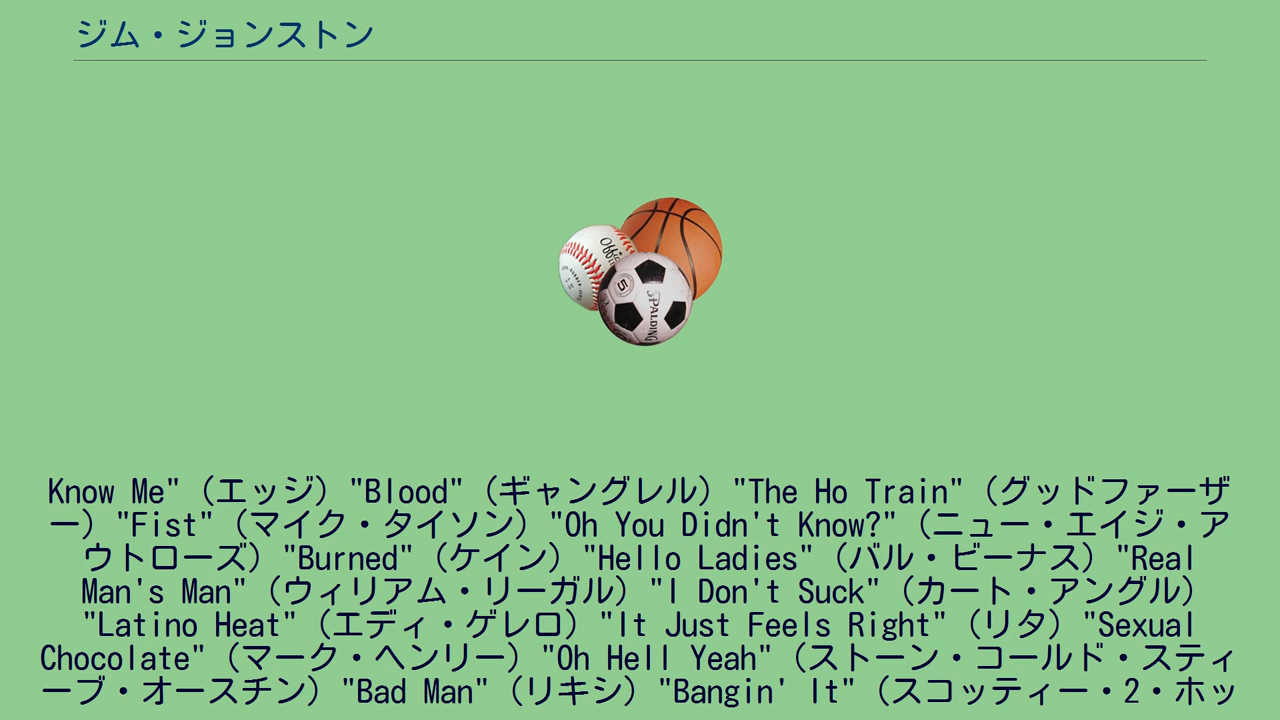 ジム・ジョンストン
Offic
5
SPALDING
Know Me" (エッジ) "Blood" (ギャングレル) "The Ho Train" (グッドファーザ
ー) "Fist" (マイク・タイソン) "Oh You Didn't Know?" (ニュー・エイジ・ア
ウトローズ) "Burned" (ケイン) "Hello Ladies" (バル・ビーナス) "Real
Man's Man" (ウィリアム・リーガル) "I Don't Suck" (カート・アングル)
"Latino Heat" (エディ・ゲレロ) "It Just Feels Right" (リタ) "Sexual
Chocolate" (マーク・ヘンリー) "Oh Hell Yeah" (ストーン・コールド・スティ
ーブ・オースチン) "Bad Man" (リキシ) "Bangin' It" (スコッティー・2・ホッ